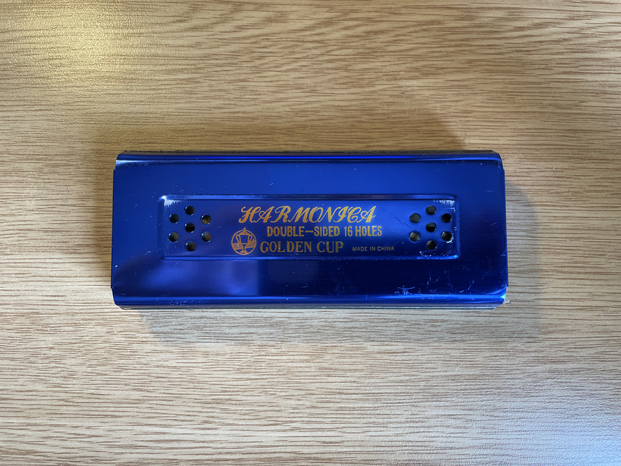 HARMONICA
DOUBLE—SIDED 16 HOLES
GOLDEN CUP MADE IN CHINA